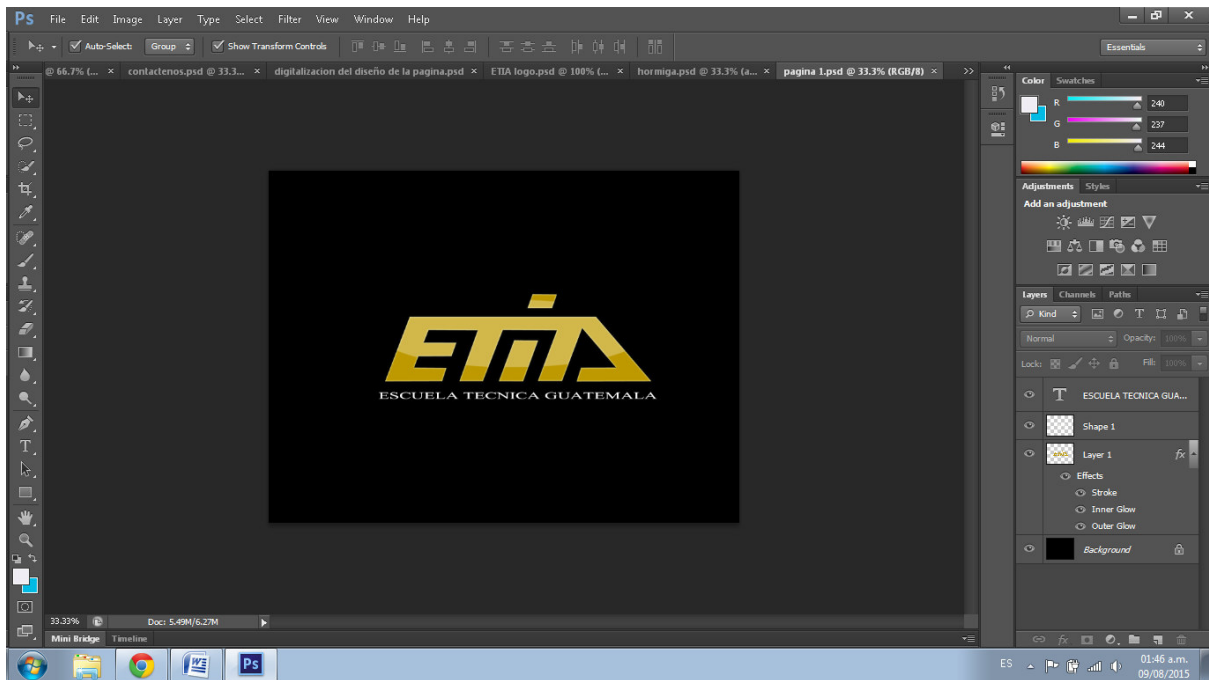 Ps File Edit Image Layer Type Select Filter View Window Help
Auto-Select: Group Show Transform Controls Essentials
@ 66.7% (... × contactenos.psd @ 33.3... × digitalizacion del diseño de la pagina.psd × ETIA logo.psd @ 100% (... × hormiga.psd @ 33.3% (a... × pagina 1.psd @ 33.3% (RGB/8) × >>
Color Swatches
R 240
G 237
B 244
Adjustments Styles
Add an adjustment
Layers Channels Paths
Kind
Normal Opacity: 100%
Lock: Fill: 100%
T ESCUELA TECNICA GUA...
Shape 1
Layer 1 fx
Effects
Stroke
Inner Glow
Outer Glow
Background
ETIA
ESCUELA TECNICA GUATEMALA
33.33% Doc: 5.49M/6.27M
Mini Bridge Timeline
Ps ES 01:46 a.m.
09/08/2015